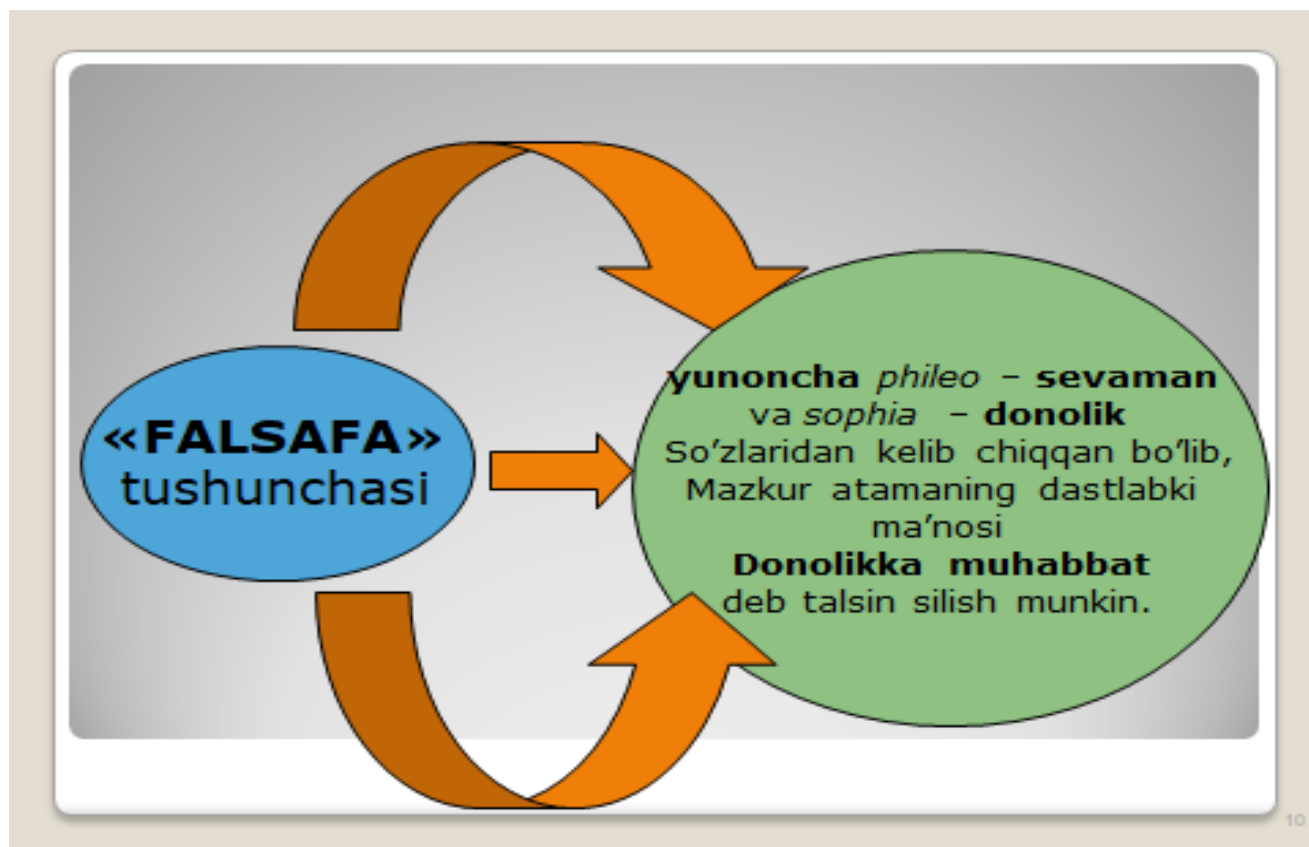 «FALSAFA»
tushunchasi
yunoncha phileo – sevaman
va sophia – donolik
So’zlaridan kelib chiqqan bo’lib,
Mazkur atamaning dastlabki
ma’nosi
Donolikka muhabbat
deb talsin silish munkin.
10